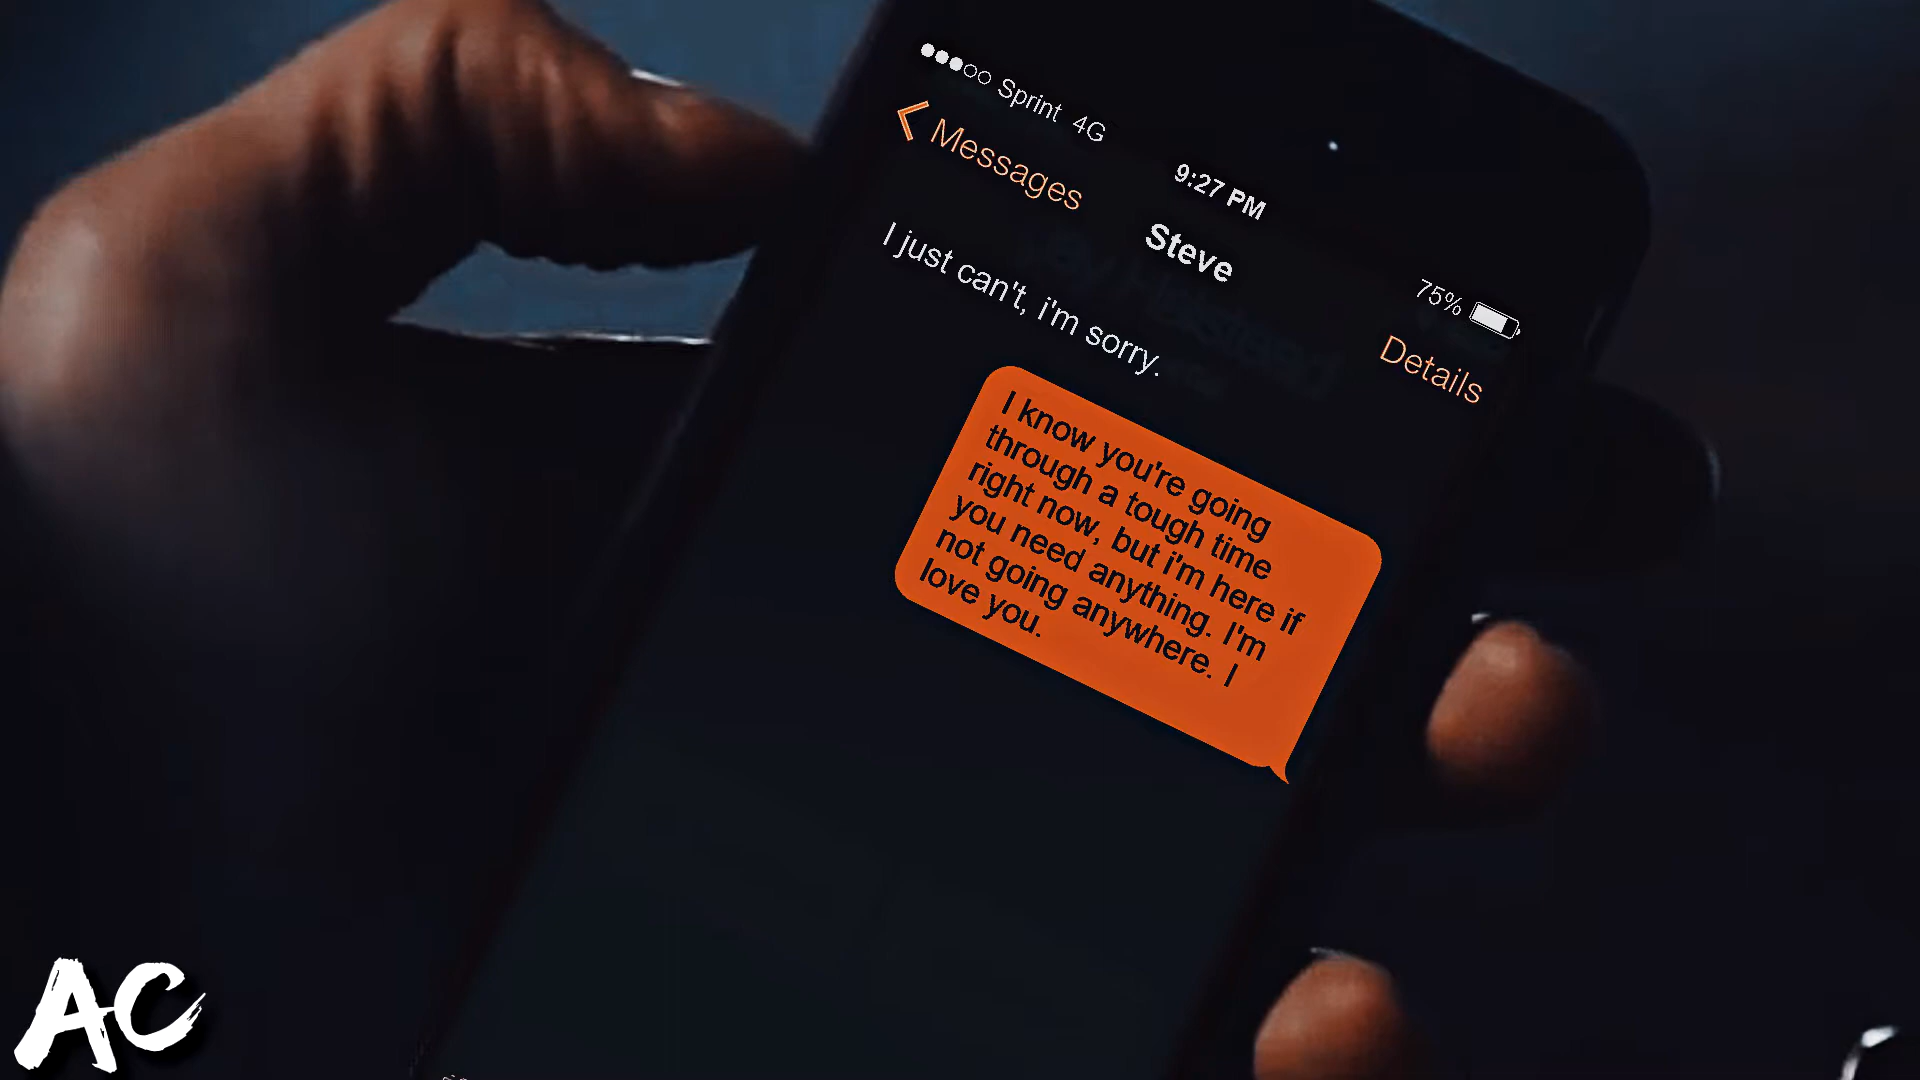 ●●●○○ Sprint 4G
9:27 PM
75%
Messages
Steve
Details
I just can't, i'm sorry.
I know you're going
through a tough time
right now, but i'm here if
you need anything. I'm
not going anywhere. I
love you.
AC